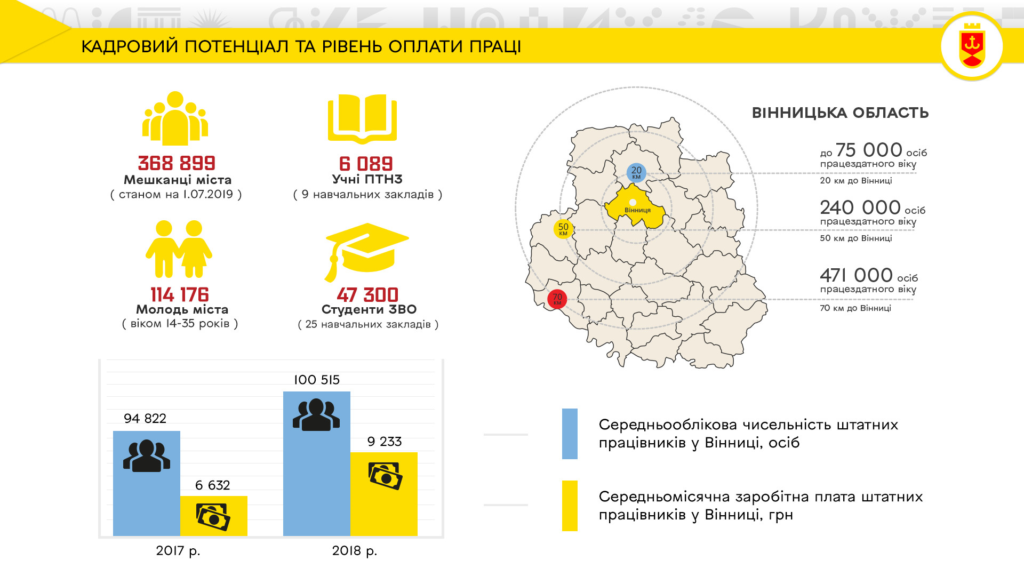 КАДРОВИЙ ПОТЕНЦІАЛ ТА РІВЕНЬ ОПЛАТИ ПРАЦІ
368 899
Мешканці міста
( станом на 1.07.2019 )
6 089
Учні ПТНЗ
( 9 навчальних закладів )
114 176
Молодь міста
( віком 14-35 років )
47 300
Студенти ЗВО
( 25 навчальних закладів )
ВІННИЦЬКА ОБЛАСТЬ
20
км
Вінниця
50
км
70
км
до 75 000 осіб
працездатного віку
20 км до Вінниці
240 000 осіб
працездатного віку
50 км до Вінниці
471 000 осіб
працездатного віку
70 км до Вінниці
94 822
6 632
100 515
9 233
2017 р.
2018 р.
Середньооблікова чисельність штатних
працівників у Вінниці, осіб
Середньомісячна заробітна плата штатних
працівників у Вінниці, грн